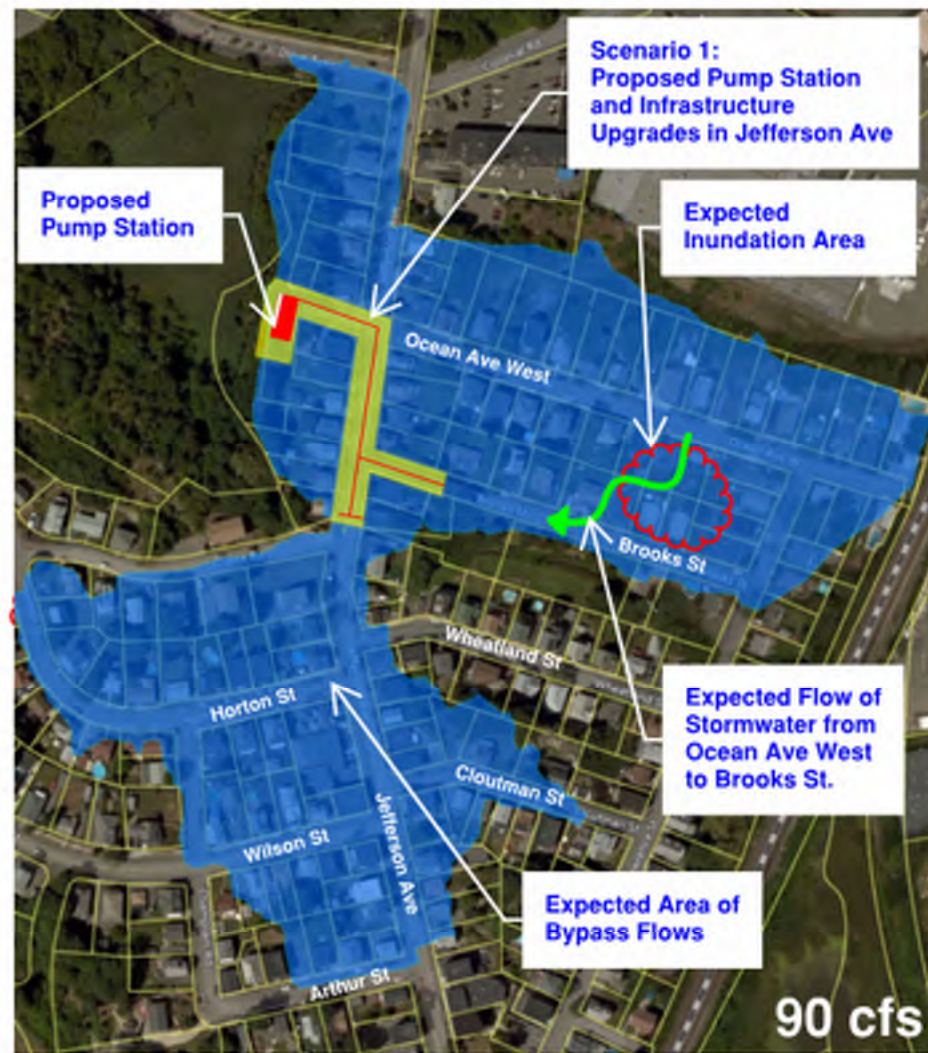 Scenario 1:
Proposed Pump Station
and Infrastructure
Upgrades in Jefferson Ave
Proposed
Pump Station
Expected
Inundation Area
Ocean Ave West
Brooks St
Wheatland St
Expected Flow of
Stormwater from
Ocean Ave West
to Brooks St.
Horton St
Cloutman St
Jefferson Ave
Wilson St
Expected Area of
Bypass Flows
Arthur St
90 cfs